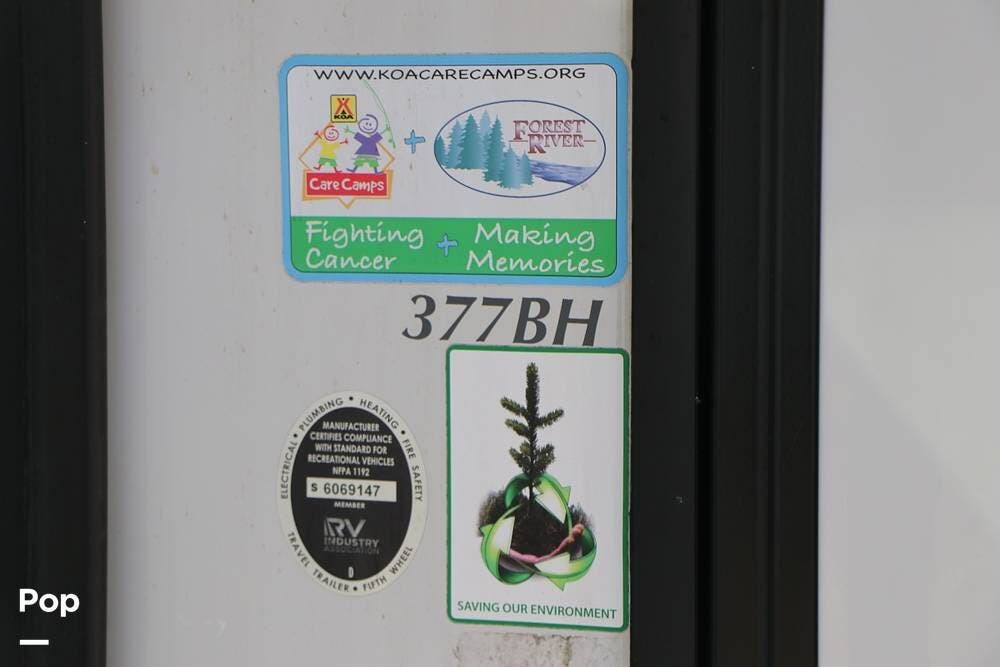 WWW.KOACARECAMPS.ORG
KOA
Care Camps
+
FOREST
RIVER
Fighting
Cancer
+
Making
Memories
377BH
ELECTRICAL • PLUMBING • HEATING • FIRE SAFETY
MANUFACTURER
CERTIFIES COMPLIANCE
WITH STANDARD FOR
RECREATIONAL VEHICLES
NFPA 1192
S 6069147
MEMBER
RV
INDUSTRY
ASSOCIATION
D
TRAVEL TRAILER • FIFTH WHEEL
SAVING OUR ENVIRONMENT
Pop